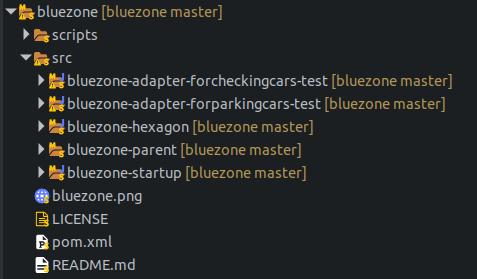 bluezone [bluezone master]
scripts
src
bluezone-adapter-forcheckingcars-test [bluezone master]
bluezone-adapter-forparkingcars-test [bluezone master]
bluezone-hexagon [bluezone master]
bluezone-parent [bluezone master]
bluezone-startup [bluezone master]
bluezone.png
LICENSE
pom.xml
README.md